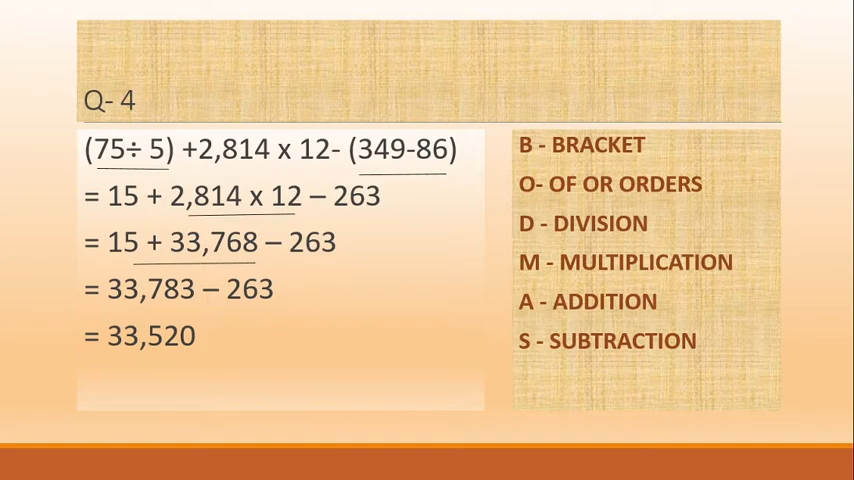 Q- 4
(75÷ 5) +2,814 x 12- (349-86)
= 15 + 2,814 x 12 – 263
= 15 + 33,768 – 263
= 33,783 – 263
= 33,520
B - BRACKET
O- OF OR ORDERS
D - DIVISION
M - MULTIPLICATION
A - ADDITION
S - SUBTRACTION